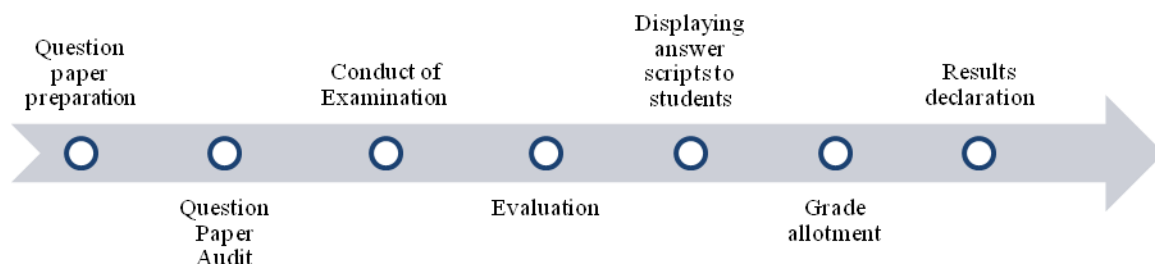 Question
paper
preparation
Question
Paper
Audit
Conduct of
Examination
Evaluation
Displaying
answer
scripts to
students
Grade
allotment
Results
declaration